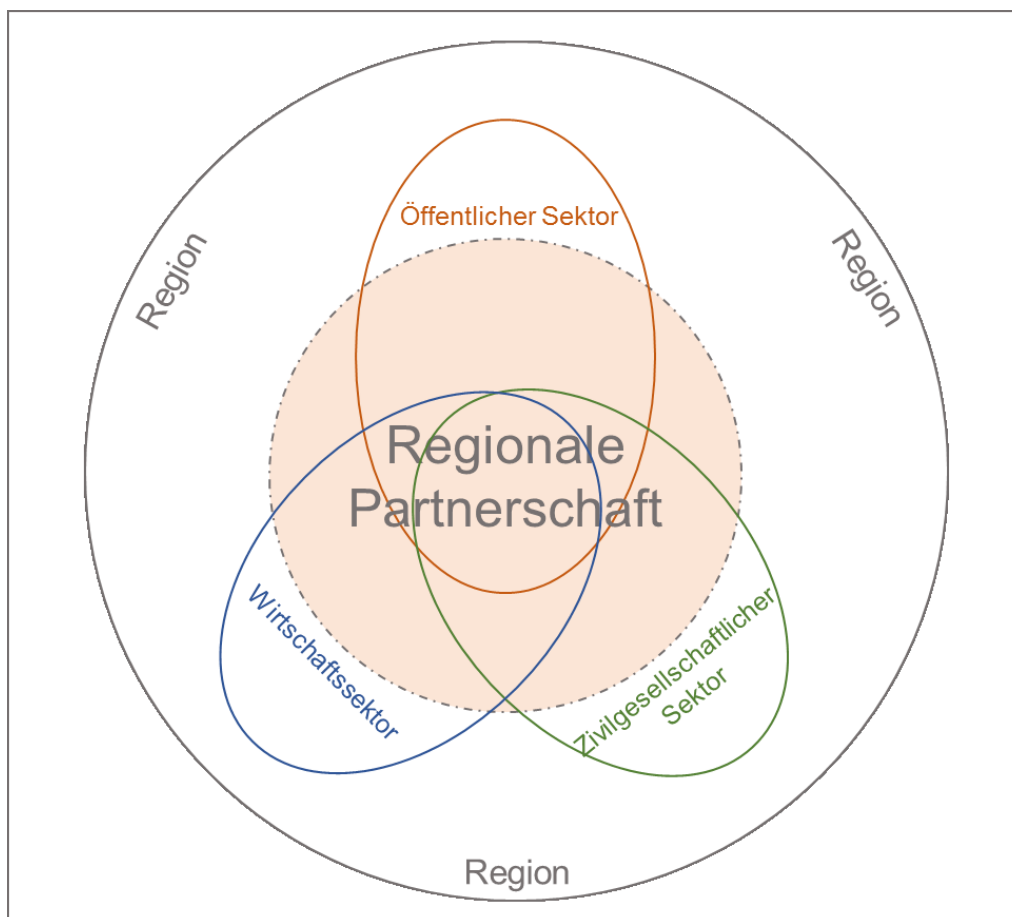 Öffentlicher Sektor
Region
Region
Regionale
Partnerschaft
Wirtschaftssektor
Zivilgesellschaftlicher
Sektor
Region